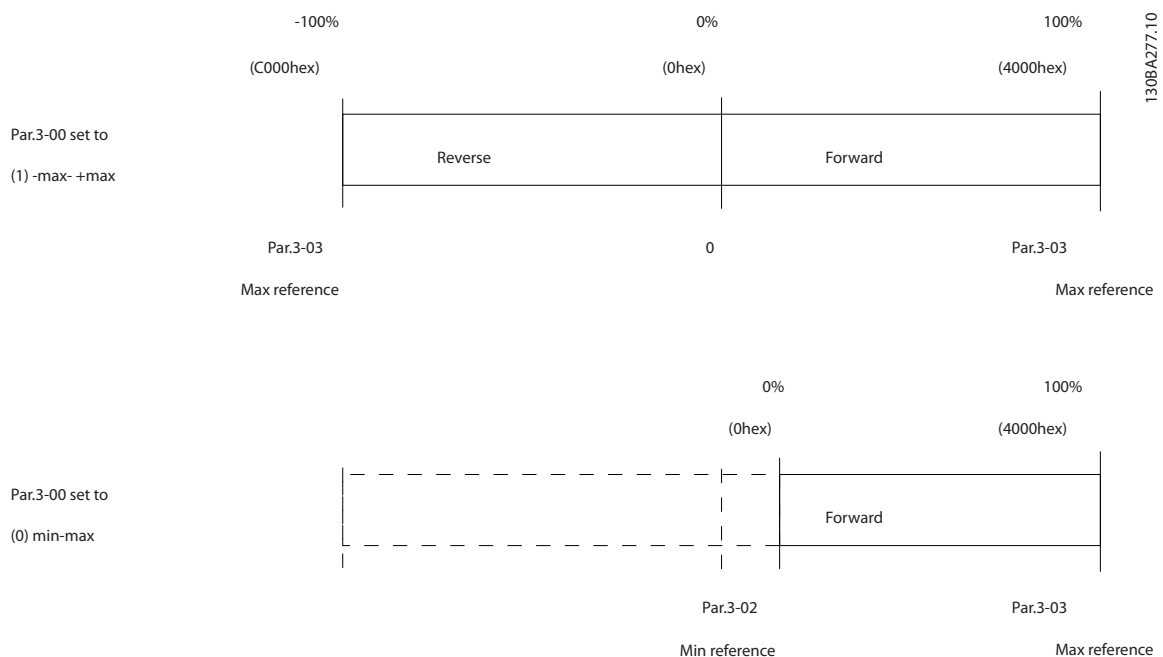 -100% 0% 100%
(C000hex) (0hex) (4000hex)
130BA277.10
Par.3-00 set to
(1) -max- +max
Reverse Forward
Par.3-03 0 Par.3-03
Max reference Max reference
0% 100%
(0hex) (4000hex)
Par.3-00 set to
(0) min-max
Forward
Par.3-02 Par.3-03
Min reference Max reference